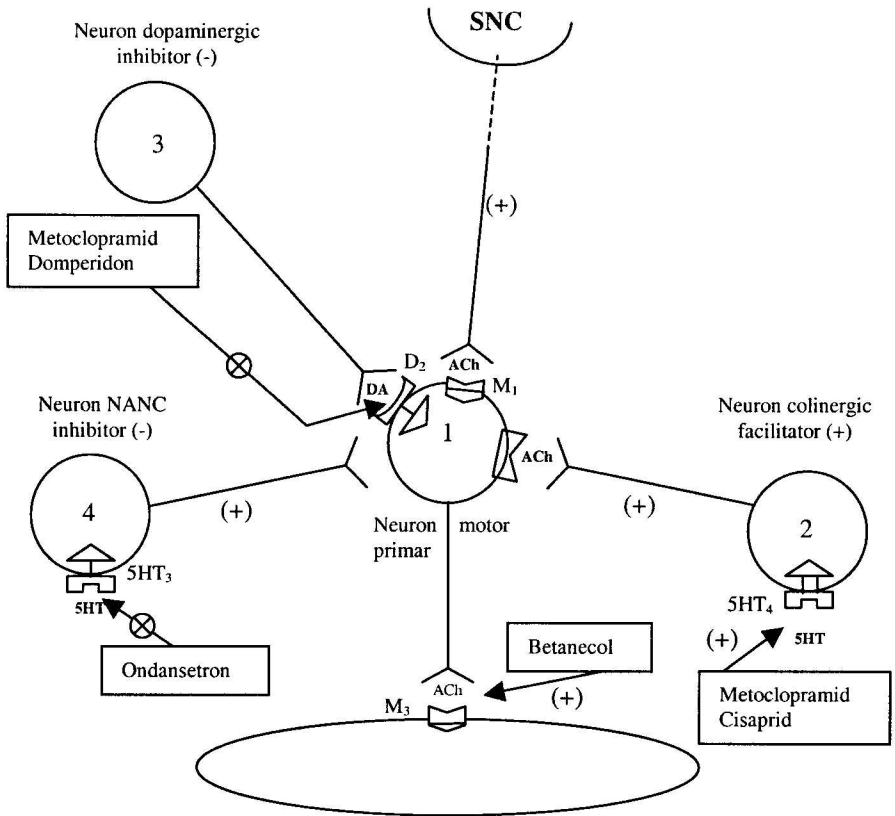 SNC
Neuron dopaminergic
inhibitor (-)
3
(+)
Metoclopramid
Domperidon
D2
ACh
M1
DA
Neuron NANC
inhibitor (-)
1
ACh
Neuron colinergic
facilitator (+)
4
(+)
(+)
2
Neuron motor
primar
5HT3
5HT
5HT4
5HT
(+)
Ondansetron
Betanecol
(+)
ACh
M3
Metoclopramid
Cisaprid